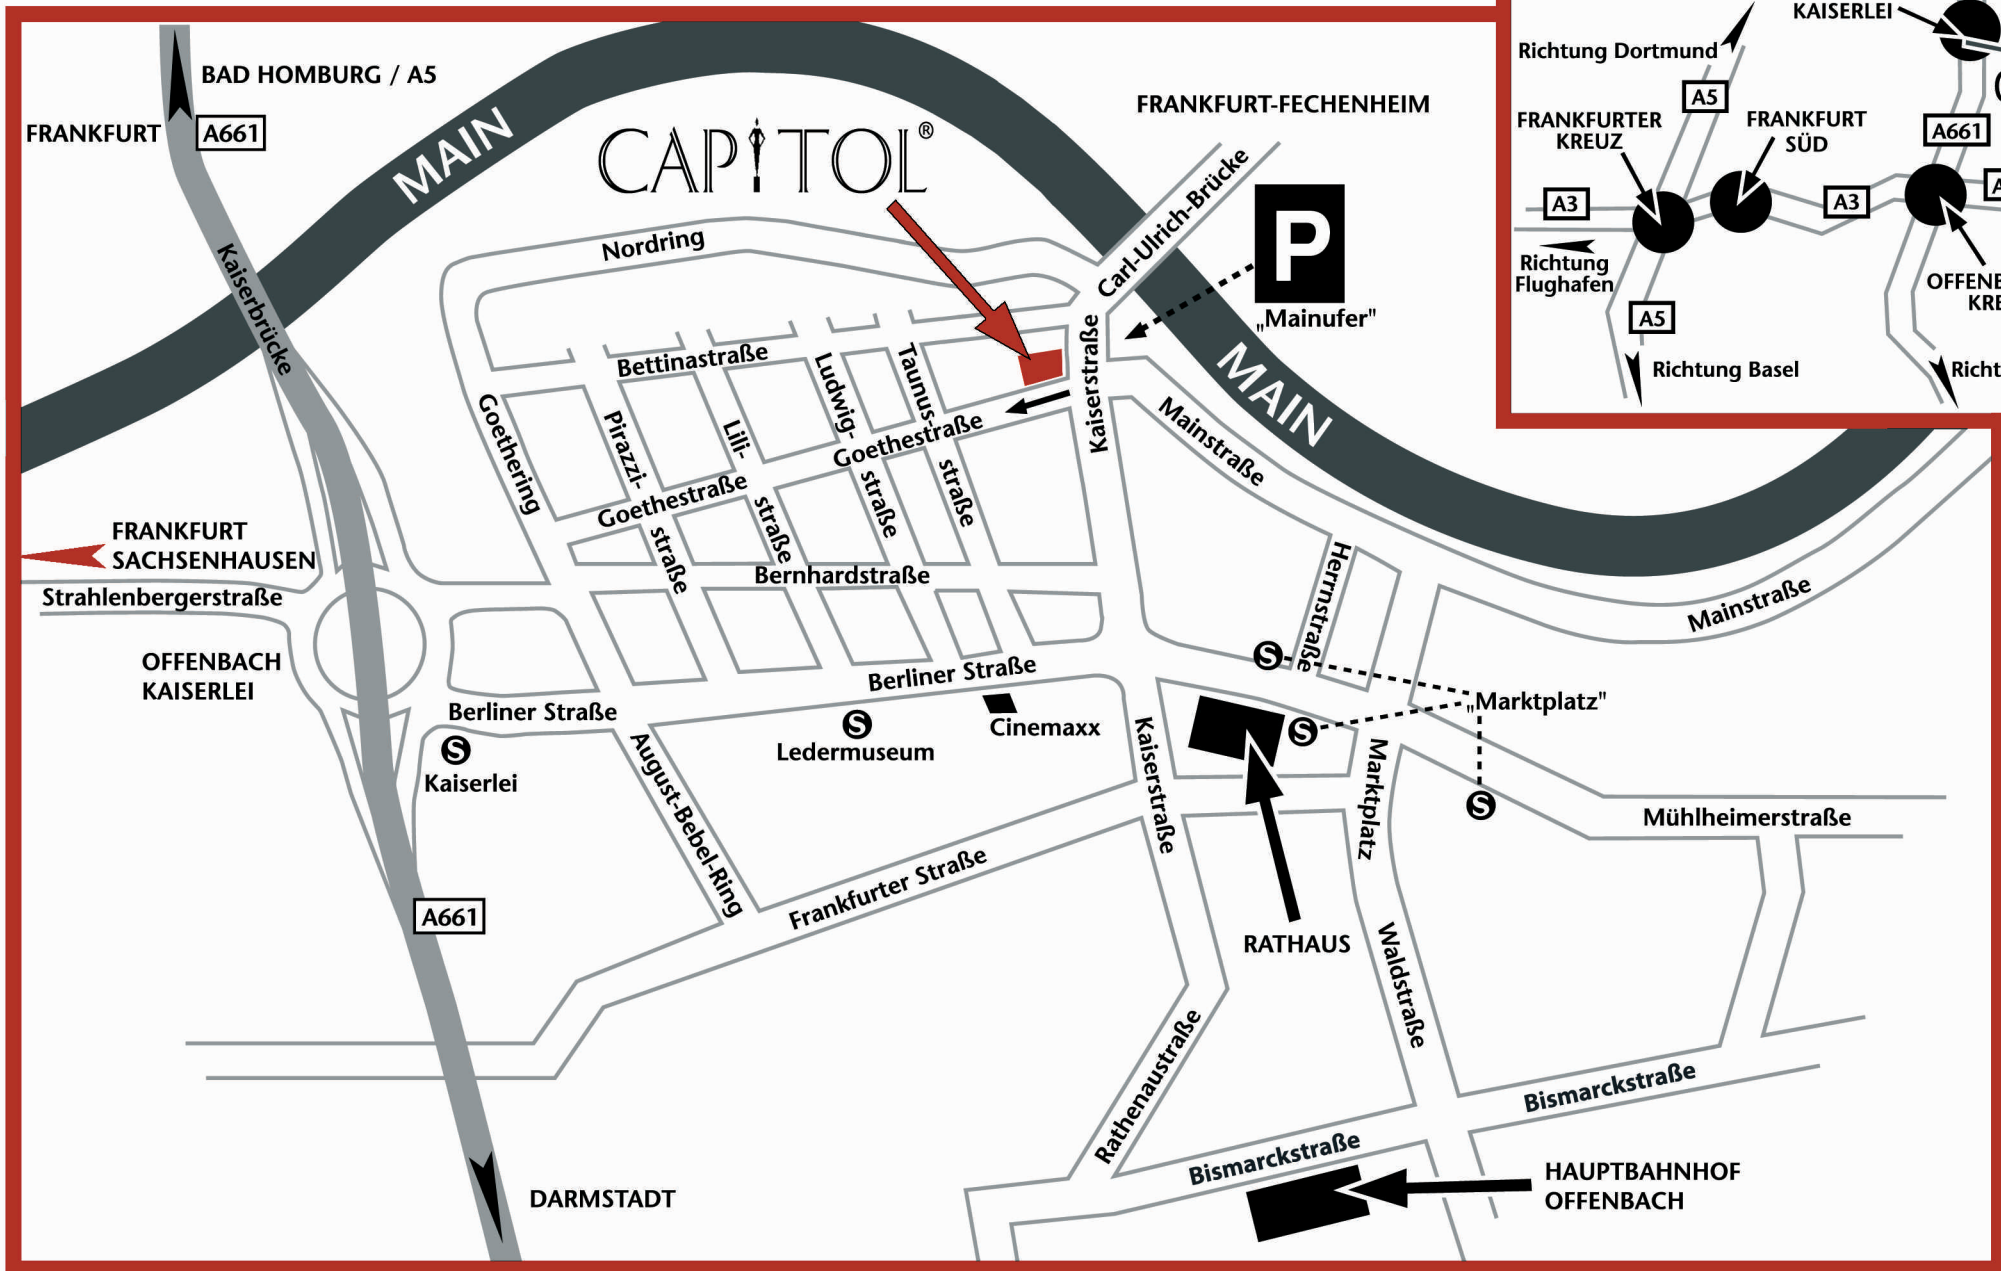 BAD HOMBURG / A5
FRANKFURT
A661
MAIN
CAPITOL®
FRANKFURT-FECHENHEIM
Carl-Ulrich-Brücke
P
„Mainufer"
Kaiserbrücke
Nordring
Bettinastraße
Goethering
Pirazzi-
straße
Lili-
straße
Ludwig-
straße
Taunus-
straße
Goethestraße
Goethestraße
Kaiserstraße
Mainstraße
MAIN
Mainstraße
FRANKFURT
SACHSENHAUSEN
Strahlenbergerstraße
OFFENBACH
KAISERLEI
Bernhardstraße
Herrnstraße
Berliner Straße
Berliner Straße
S
Kaiserlei
S
Ledermuseum
Cinemaxx
S
S
S
„Marktplatz"
August-Bebel-Ring
Kaiserstraße
Marktplatz
Mühlheimerstraße
Frankfurter Straße
A661
RATHAUS
Waldstraße
Rathenaustraße
Bismarckstraße
Bismarckstraße
DARMSTADT
HAUPTBAHNHOF
OFFENBACH
KAISERLEI
Richtung Dortmund
A5
FRANKFURTER
KREUZ
FRANKFURT
SÜD
A661
A3
A3
A
Richtung
Flughafen
OFFENB
KRE
A5
Richtung Basel
Richt